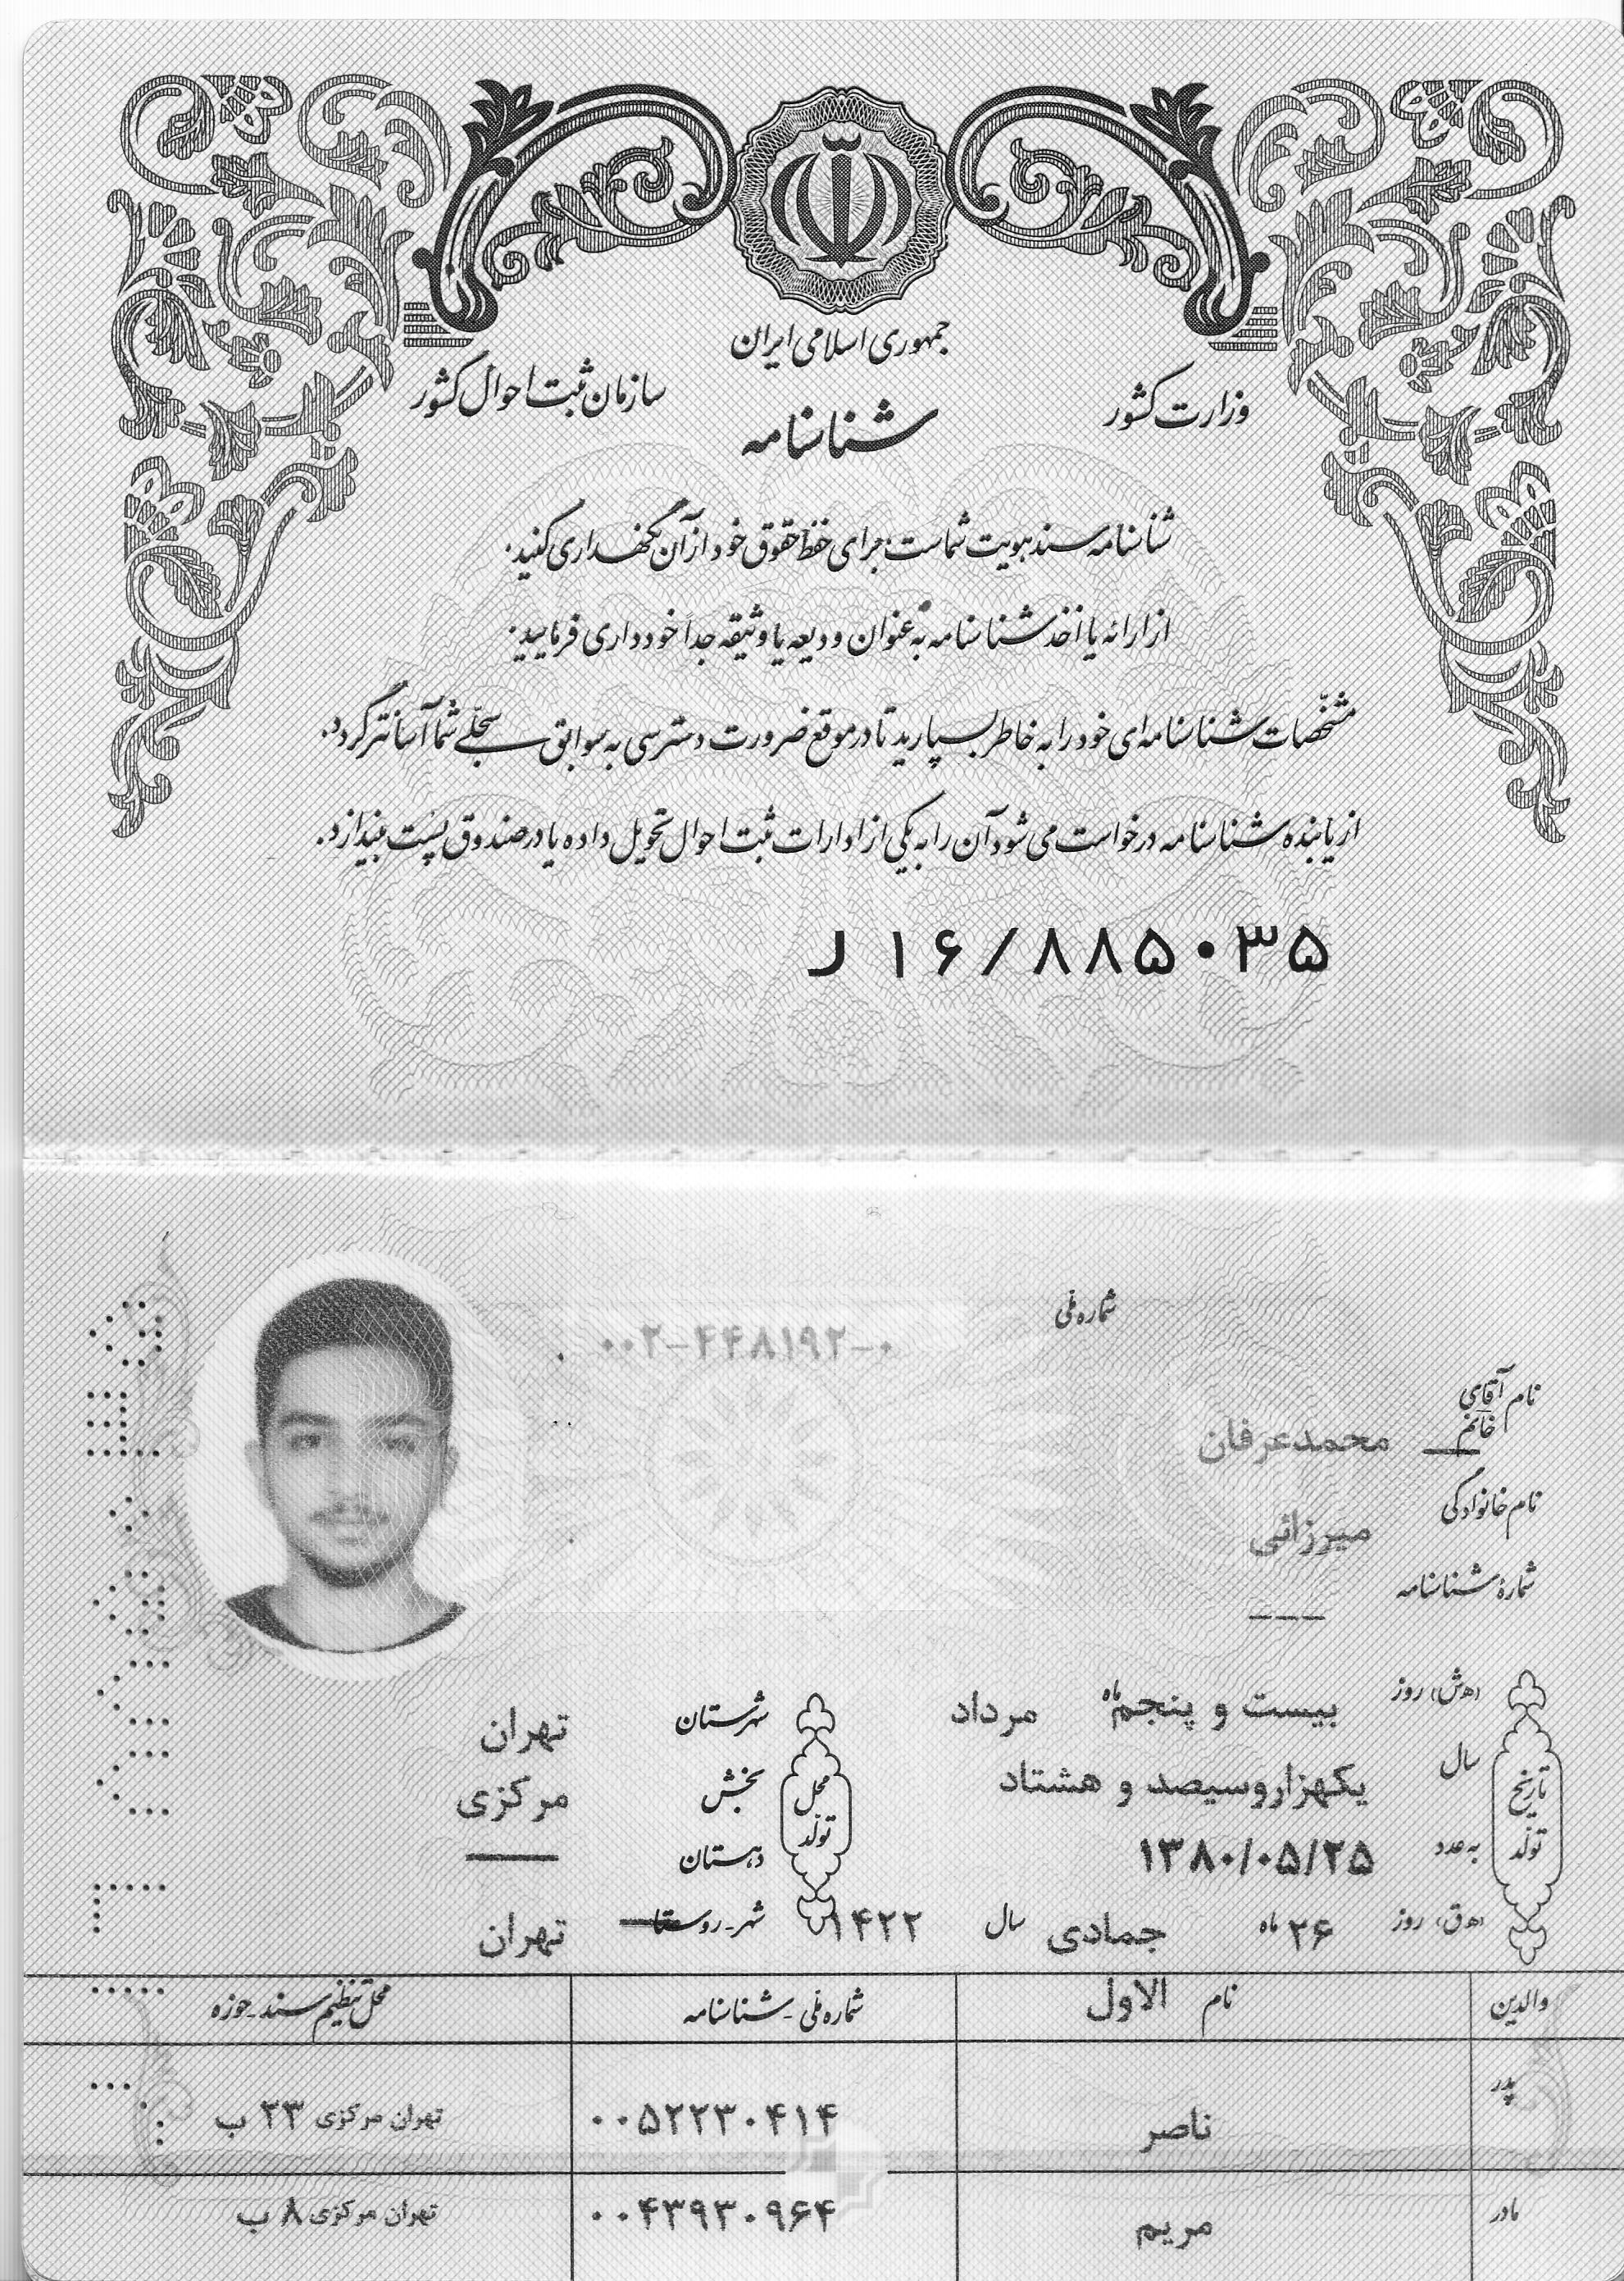 جمهوری اسلامی ایران
وزارت کشور
سازمان ثبت احوال کشور
شناسنامه
شناسنامه سند هویت شماست. برای حفظ حقوق خود از آن نگهداری کنید.
از ارائه یا اخذ شناسنامه به عنوان ودیعه یا وثیقه جداً خودداری فرمایید.
مشخّصات شناسنامه‌ای خود را به خاطر بسپارید تا در موقع ضرورت دسترسی به سوابق سجلّی شما آسانتر گردد.
از یابنده شناسنامه درخواست می‌شود آن را به یکی از ادارات ثبت احوال تحویل داده یا در صندوق پست بیندازد.
ر ۱۶/۸۸۵۰۳۵
شماره ملی ۰۰۲-۴۴۸۱۹۲-۰
نام آقای خانم محمدعرفان
نام خانوادگی میرزائی
شمارهٔ شناسنامه ---
تاریخ تولد
(ه‍.ش) روز بیست و پنجم ماه مرداد
سال یکهزاروسیصد و هشتاد
به عدد ۱۳۸۰/۰۵/۲۵
(ه‍.ق) روز ۲۶ ماه جمادی الاول سال ۱۴۲۲
محل تولد
شهرستان تهران
بخش مرکزی
دهستان ——
شهر - روستا تهران
والدین نام شماره ملی - شناسنامه محل تنظیم سند - حوزه
پدر ناصر ۰۰۵۲۲۳۰۴۱۴ تهران مرکزی ۲۳ ب
مادر مریم ۰۰۴۳۹۳۰۹۶۴ تهران مرکزی ۸ ب